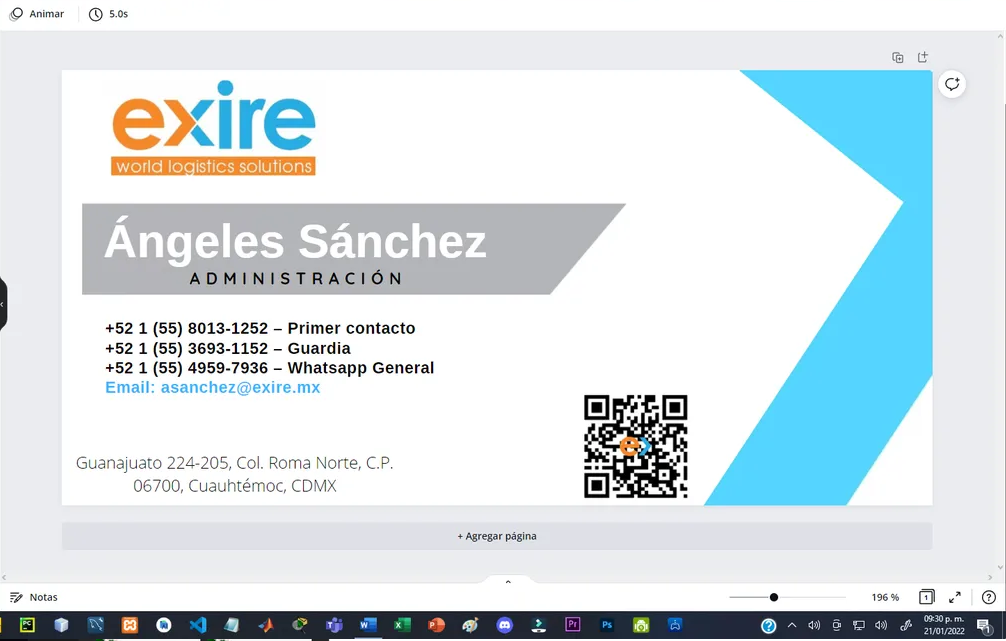 Animar
5.0s
exire
world logistics solutions
Ángeles Sánchez
ADMINISTRACIÓN
+52 1 (55) 8013-1252 – Primer contacto
+52 1 (55) 3693-1152 – Guardia
+52 1 (55) 4959-7936 – Whatsapp General
Email: asanchez@exire.mx
Guanajuato 224-205, Col. Roma Norte, C.P.
06700, Cuauhtémoc, CDMX
+ Agregar página
Notas
196 %
1
09:30 p. m.
21/01/2022